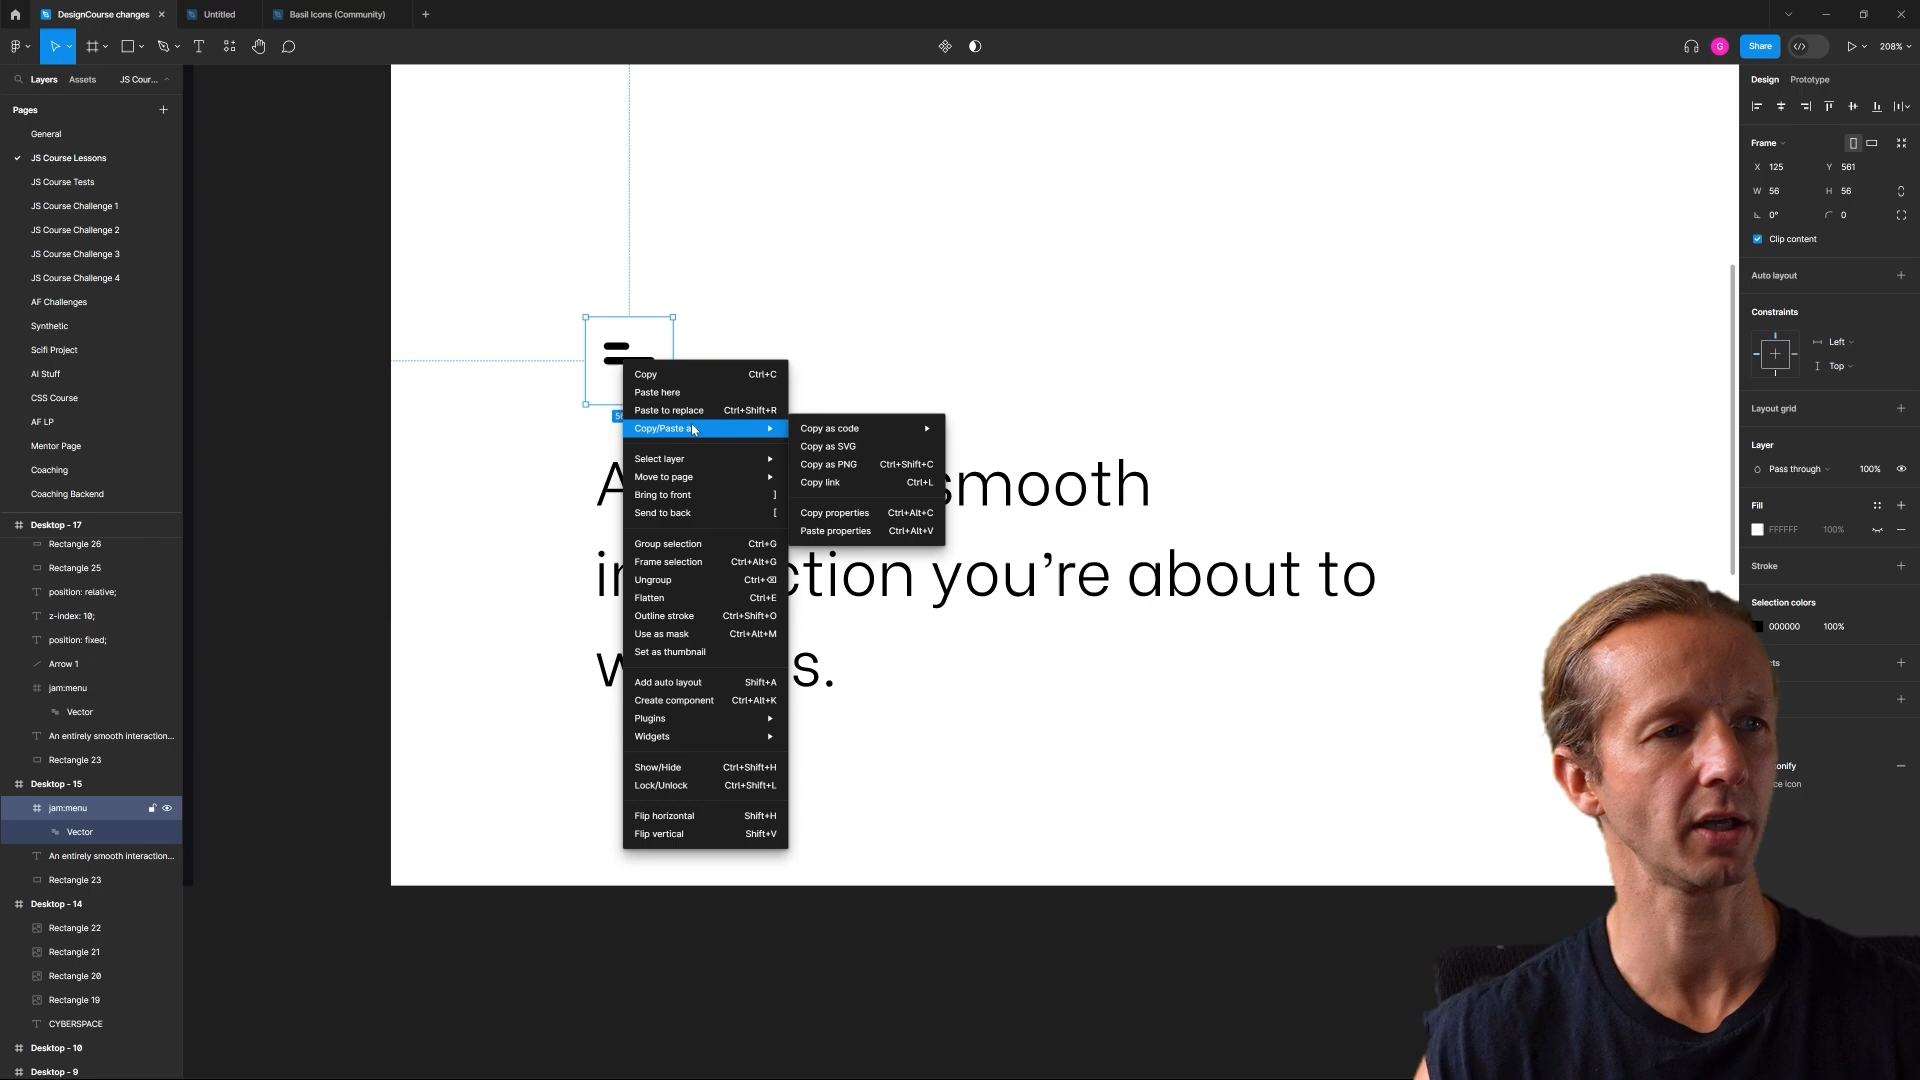 DesignCourse changes
Untitled
Basil Icons (Community)
Share
208%
Layers
Assets
JS Cour...
Pages
General
JS Course Lessons
JS Course Tests
JS Course Challenge 1
JS Course Challenge 2
JS Course Challenge 3
JS Course Challenge 4
AF Challenges
Synthetic
Scifi Project
AI Stuff
CSS Course
AF LP
Mentor Page
Coaching
Coaching Backend
Desktop - 17
Rectangle 26
Rectangle 25
position: relative;
z-index: 10;
position: fixed;
Arrow 1
jam:menu
Vector
An entirely smooth interaction...
Rectangle 23
Desktop - 15
jam:menu
Vector
An entirely smooth interaction...
Rectangle 23
Desktop - 14
Rectangle 22
Rectangle 21
Rectangle 20
Rectangle 19
CYBERSPACE
Desktop - 10
Desktop - 9
Copy Ctrl+C
Paste here
Paste to replace Ctrl+Shift+R
Copy/Paste a
Select layer
Move to page
Bring to front ]
Send to back [
Group selection Ctrl+G
Frame selection Ctrl+Alt+G
Ungroup Ctrl+⌫
Flatten Ctrl+E
Outline stroke Ctrl+Shift+O
Use as mask Ctrl+Alt+M
Set as thumbnail
Add auto layout Shift+A
Create component Ctrl+Alt+K
Plugins
Widgets
Show/Hide Ctrl+Shift+H
Lock/Unlock Ctrl+Shift+L
Flip horizontal Shift+H
Flip vertical Shift+V
Copy as code
Copy as SVG
Copy as PNG Ctrl+Shift+C
Copy link Ctrl+L
Copy properties Ctrl+Alt+C
Paste properties Ctrl+Alt+V
smooth
you're about to
Design
Prototype
Frame
X 125 Y 561
W 56 H 56
0° 0
Clip content
Auto layout
Constraints
Left
Top
Layout grid
Layer
Pass through 100%
Fill
FFFFFF 100%
Stroke
Selection colors
000000 100%